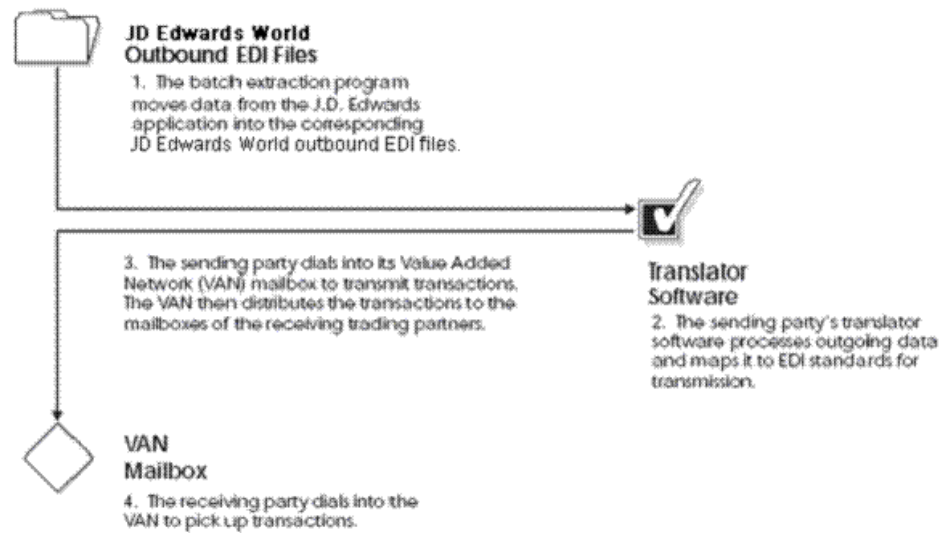 JD Edwards World
Outbound EDI Files
1. The batch extraction program
moves data from the J.D. Edwards
application into the corresponding
JD Edwards World outbound EDI files.
3. The sending party dials into its Value Added
Network (VAN) mailbox to transmit transactions.
The VAN then distributes the transactions to the
mailboxes of the receiving trading partners.
Translator
Software
2. The sending party's translator
software processes outgoing data
and maps it to EDI standards for
transmission.
VAN
Mailbox
4. The receiving party dials into the
VAN to pick up transactions.